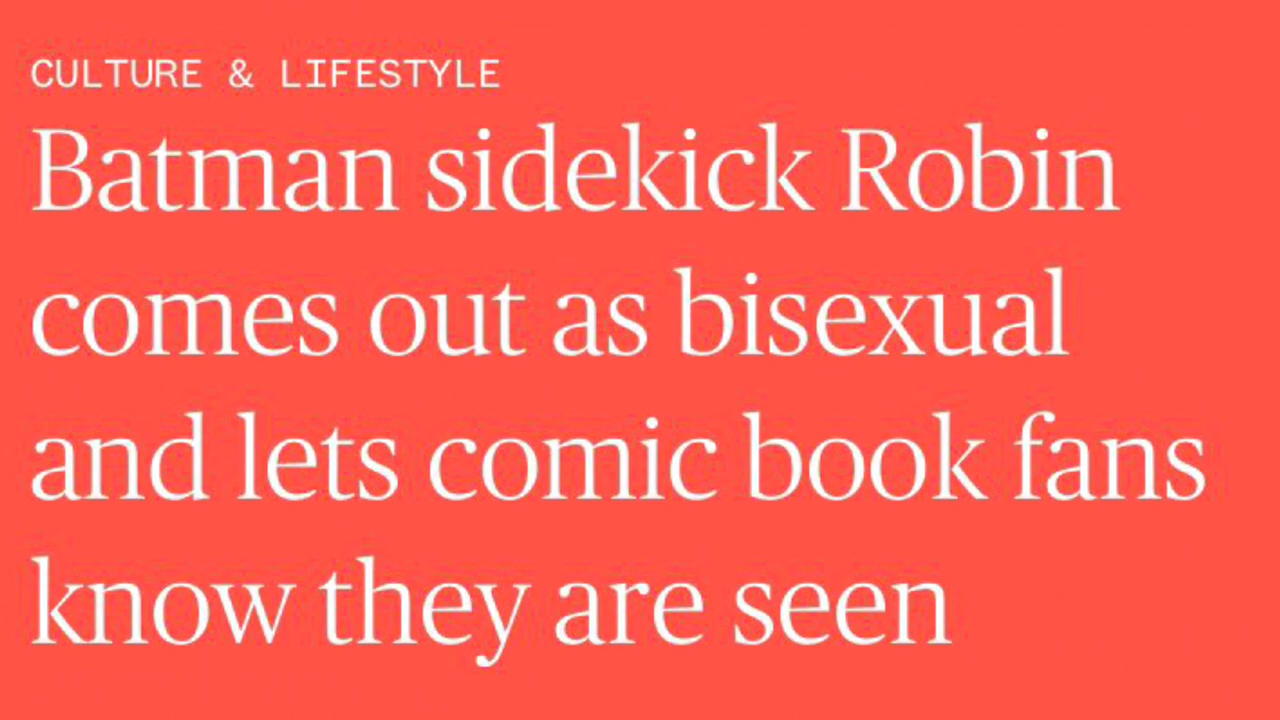 CULTURE & LIFESTYLE
Batman sidekick Robin
comes out as bisexual
and lets comic book fans
know they are seen